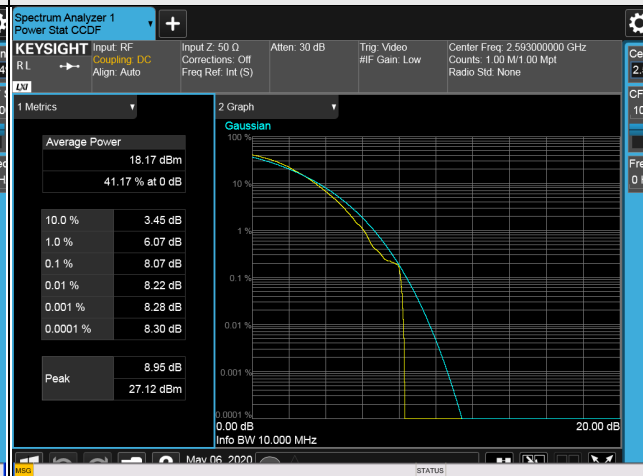 Spectrum Analyzer 1
Power Stat CCDF
KEYSIGHT
RL
LXI
Input: RF
Coupling: DC
Align: Auto
Input Z: 50 Ω
Corrections: Off
Freq Ref: Int (S)
Atten: 30 dB
Trig: Video
#IF Gain: Low
Center Freq: 2.593000000 GHz
Counts: 1.00 M/1.00 Mpt
Radio Std: None
1 Metrics
Average Power
18.17 dBm
41.17 % at 0 dB
10.0 % 3.45 dB
1.0 % 6.07 dB
0.1 % 8.07 dB
0.01 % 8.22 dB
0.001 % 8.28 dB
0.0001 % 8.30 dB
Peak
8.95 dB
27.12 dBm
2 Graph
Gaussian
100 %
10 %
1 %
0.1 %
0.01 %
0.001 %
0.0001 %
0.00 dB 20.00 dB
Info BW 10.000 MHz
May 06, 2020
MSG STATUS